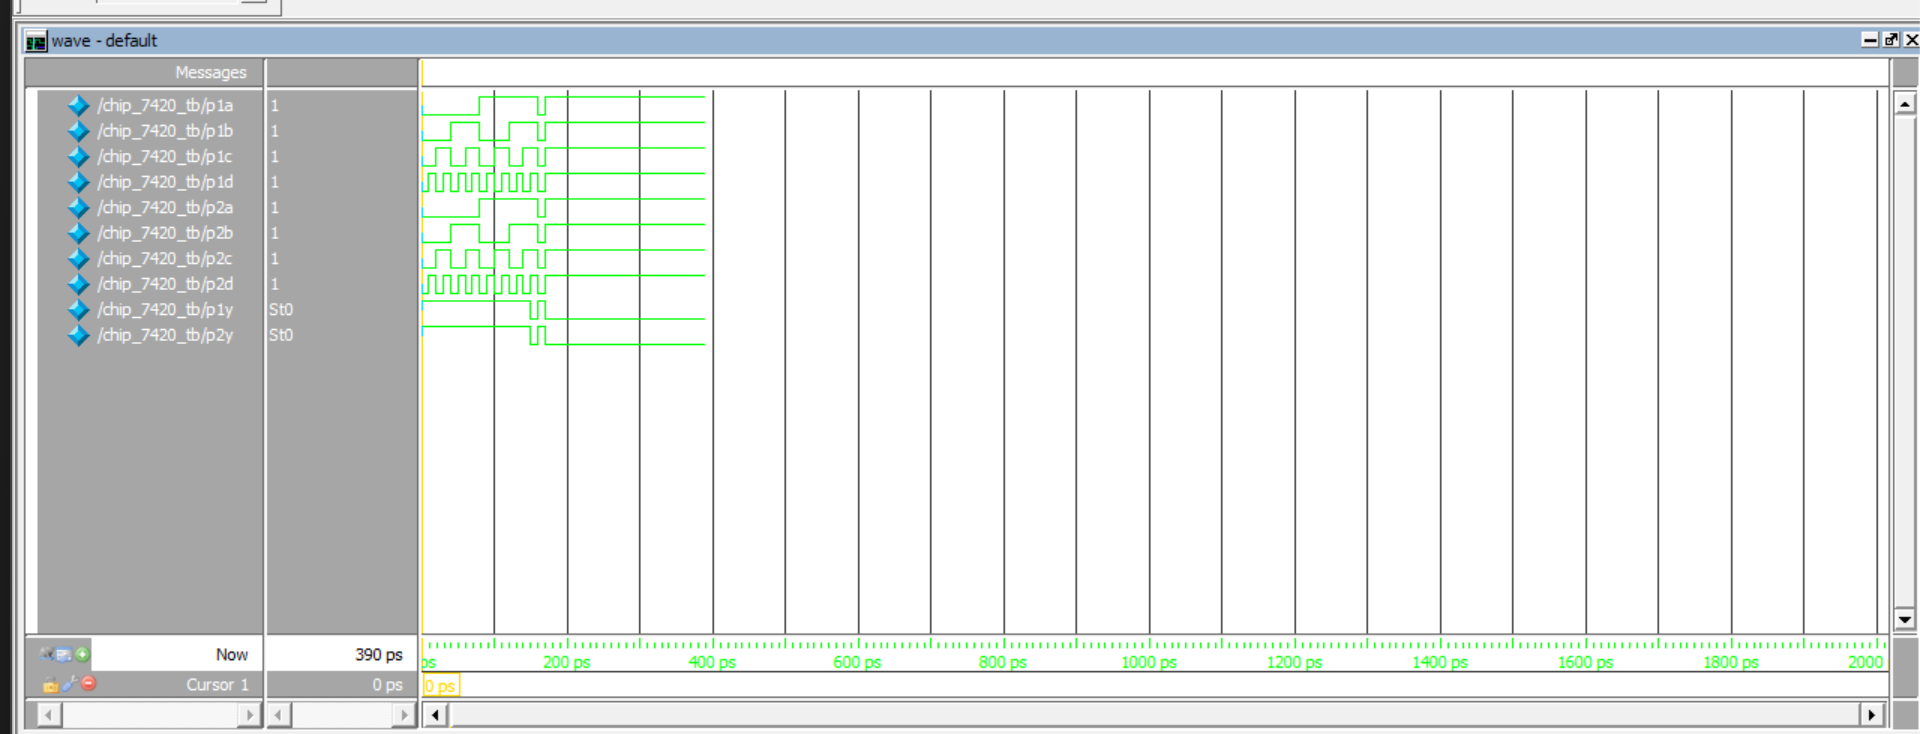 wave - default
Messages
/chip_7420_tb/p1a 1
/chip_7420_tb/p1b 1
/chip_7420_tb/p1c 1
/chip_7420_tb/p1d 1
/chip_7420_tb/p2a 1
/chip_7420_tb/p2b 1
/chip_7420_tb/p2c 1
/chip_7420_tb/p2d 1
/chip_7420_tb/p1y St0
/chip_7420_tb/p2y St0
Now 390 ps ps 200 ps 400 ps 600 ps 800 ps 1000 ps 1200 ps 1400 ps 1600 ps 1800 ps 2000
Cursor 1 0 ps 0 ps